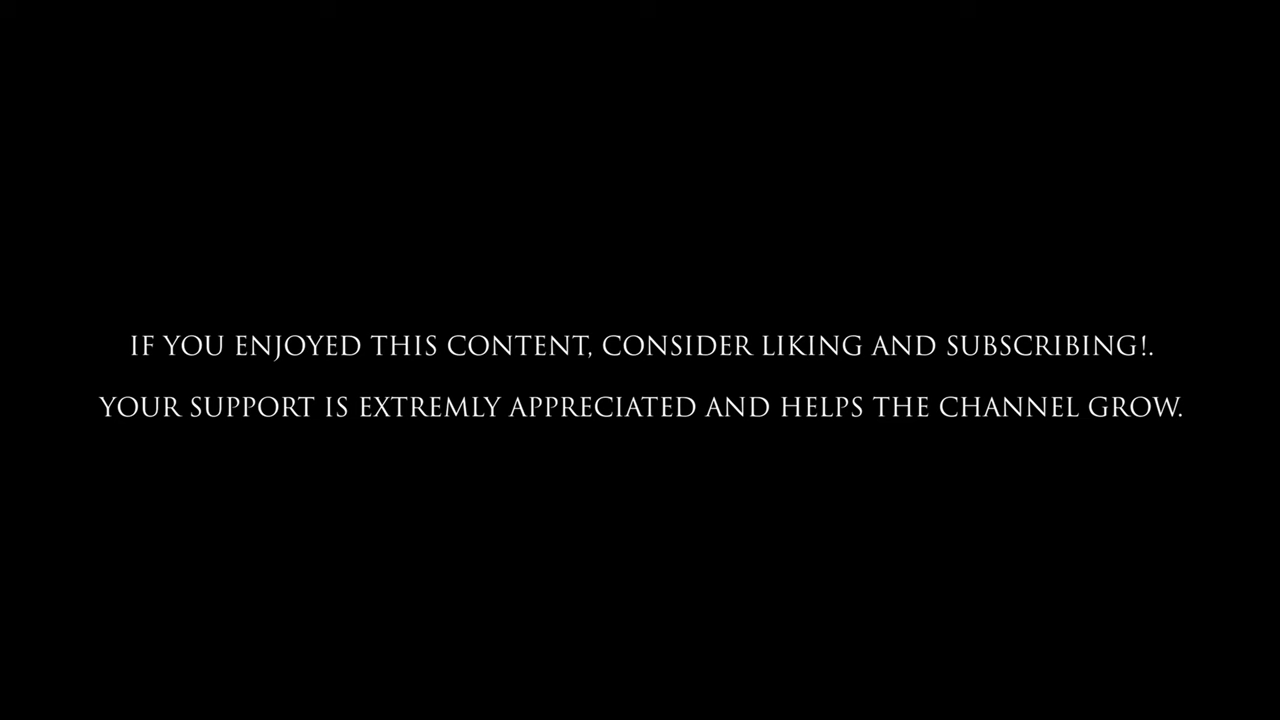 IF YOU ENJOYED THIS CONTENT, CONSIDER LIKING AND SUBSCRIBING!.
YOUR SUPPORT IS EXTREMLY APPRECIATED AND HELPS THE CHANNEL GROW.